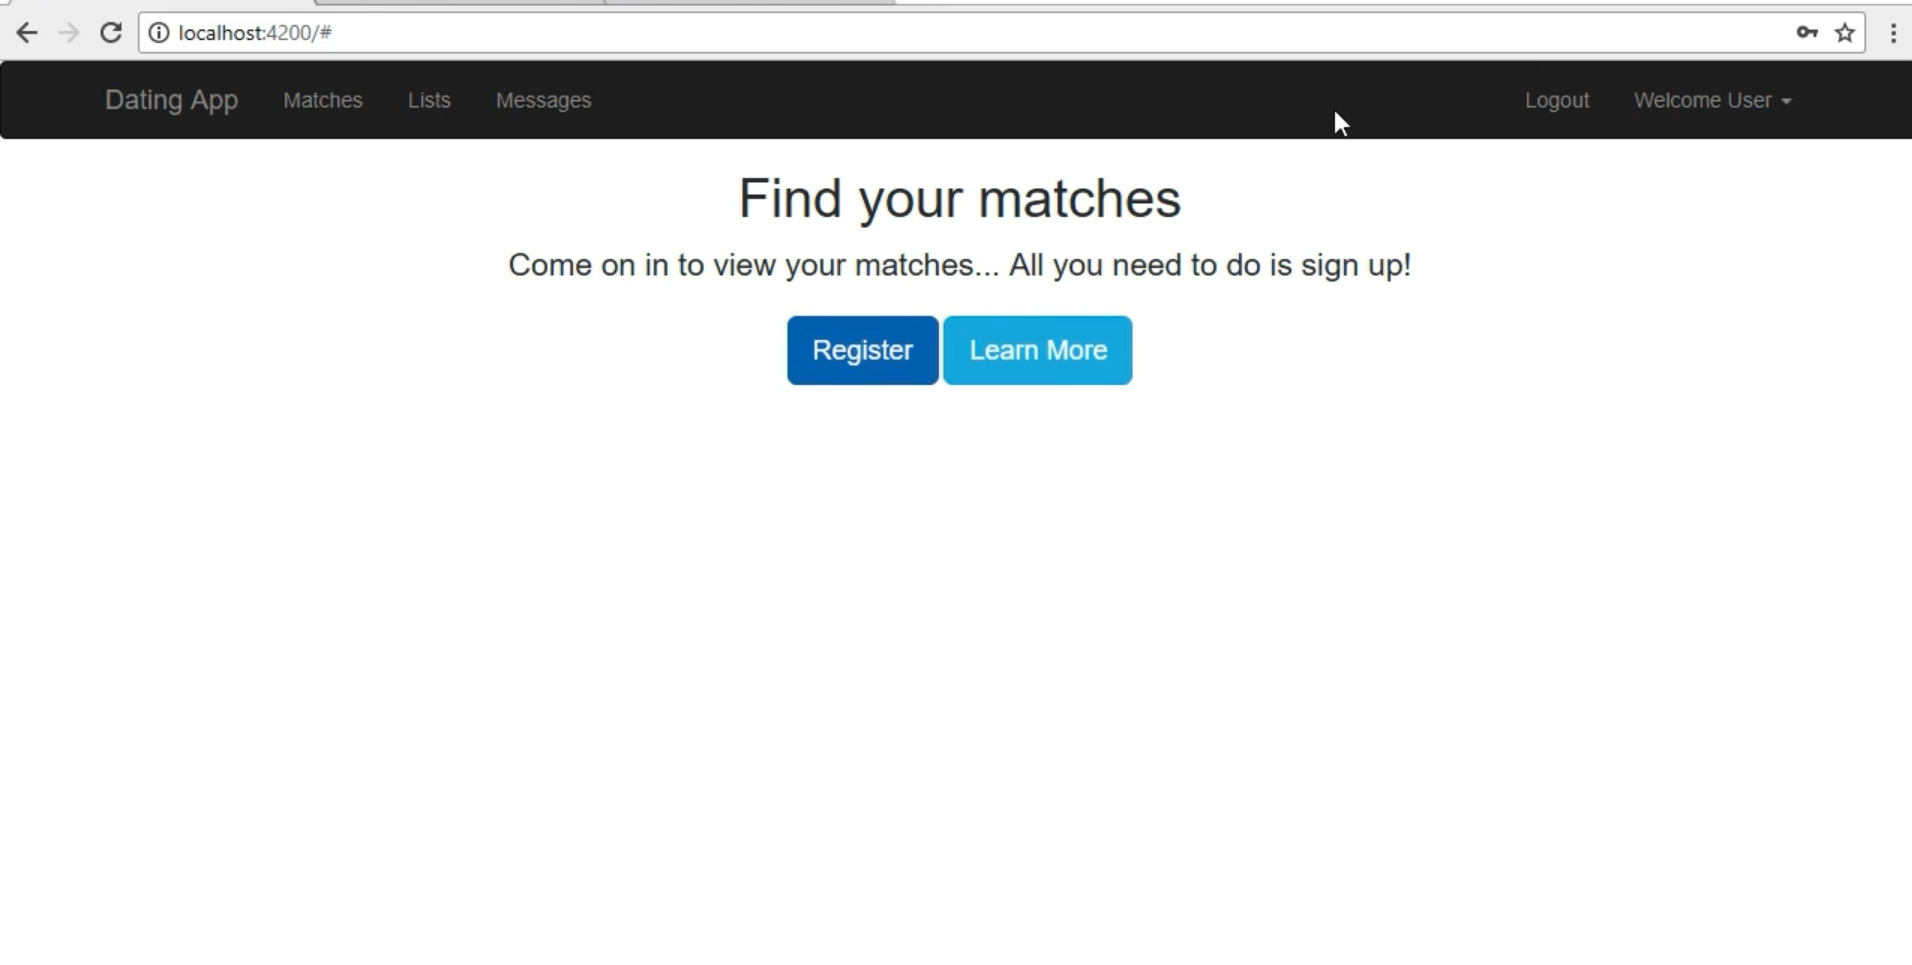 localhost:4200/#
Dating App Matches Lists Messages Logout Welcome User
Find your matches
Come on in to view your matches... All you need to do is sign up!
Register Learn More